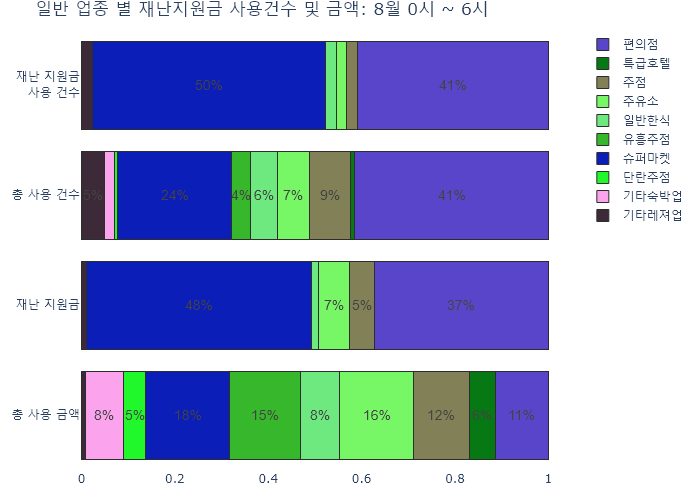 일반 업종 별 재난지원금 사용건수 및 금액: 8월 0시 ~ 6시
재난 지원금
사용 건수
50%
41%
총 사용 건수
5%
24%
4%
6%
7%
9%
41%
재난 지원금
48%
7%
5%
37%
총 사용 금액
8%
5%
18%
15%
8%
16%
12%
6%
11%
0
0.2
0.4
0.6
0.8
1
편의점
특급호텔
주점
주유소
일반한식
유흥주점
슈퍼마켓
단란주점
기타숙박업
기타레져업